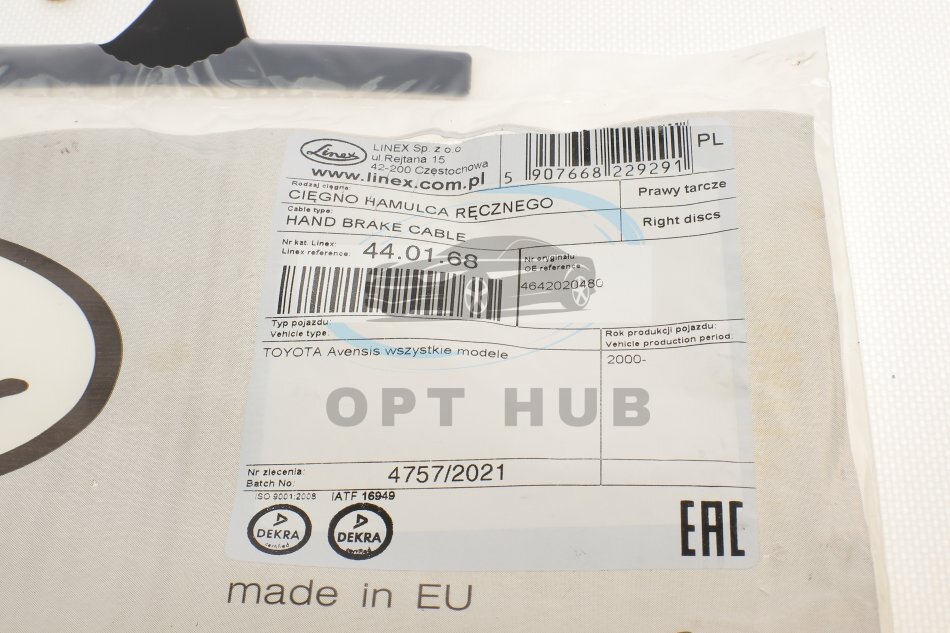 Linex
LINEX Sp. z o.o
ul.Rejtana 15
42-200 Częstochowa
www.linex.com.pl
5 907668 229291
PL
Rodzaj cięgna:
CIĘGNO HAMULCA RĘCZNEGO
Prawy tarcze
Cable type:
HAND BRAKE CABLE
Right discs
Nr kat. Linex:
Linex reference:
44.01.68
Nr oryginału
OE reference
4642020480
Typ pojazdu:
Vehicle type:
Rok produkcji pojazdu:
Vehicle production period:
TOYOTA Avensis wszystkie modele
2000-
OPT HUB
Nr zlecenia:
Batch No:
4757/2021
ISO 9001:2008
IATF 16949
DEKRA
certified
DEKRA
certified
EAC
made in EU